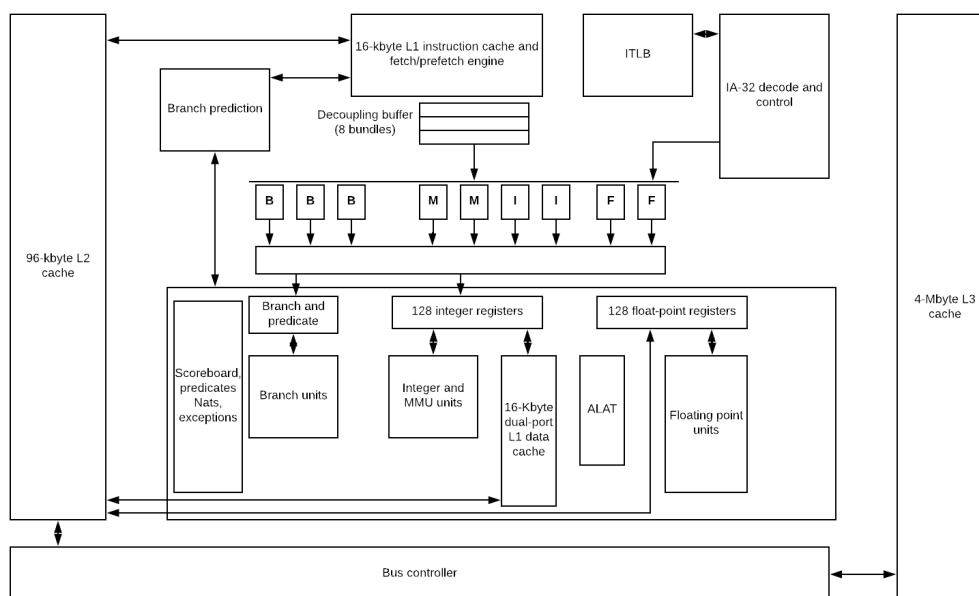 16-kbyte L1 instruction cache and
fetch/prefetch engine
ITLB
IA-32 decode and
control
Branch prediction
Decoupling buffer
(8 bundles)
B
B
B
M
M
I
I
F
F
96-kbyte L2
cache
4-Mbyte L3
cache
Branch and
predicate
128 integer registers
128 float-point registers
Scoreboard,
predicates
Nats,
exceptions
Branch units
Integer and
MMU units
16-Kbyte
dual-port
L1 data
cache
ALAT
Floating point
units
Bus controller